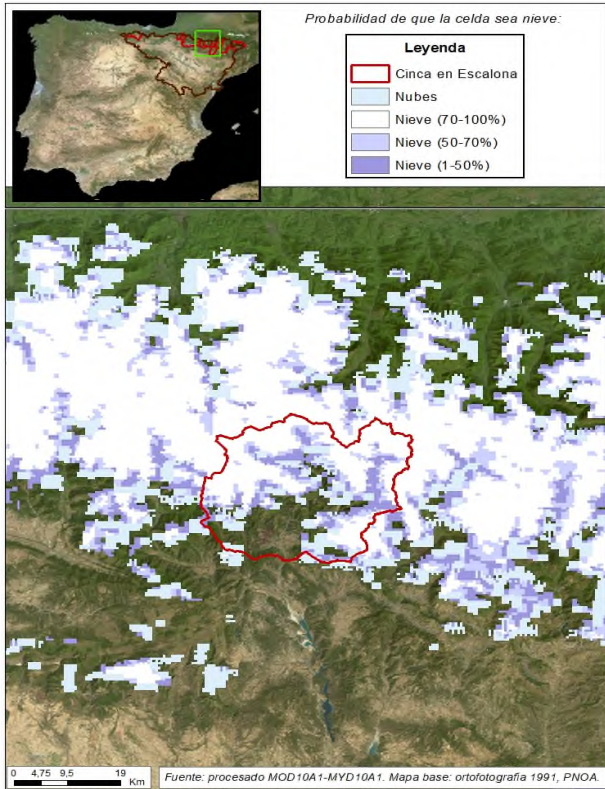 Probabilidad de que la celda sea nieve:
Leyenda
Cinca en Escalona
Nubes
Nieve (70-100%)
Nieve (50-70%)
Nieve (1-50%)
0 4,75 9,5 19
Km
Fuente: procesado MOD10A1-MYD10A1. Mapa base: ortofotografía 1991, PNOA.